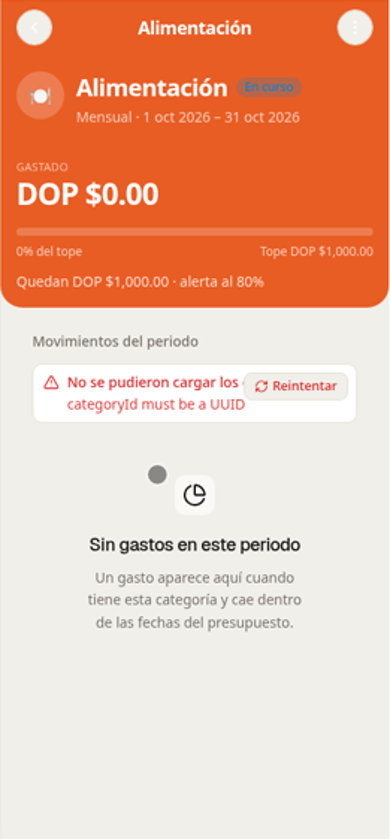 Alimentación
Alimentación En curso
Mensual · 1 oct 2026 – 31 oct 2026
GASTADO
DOP $0.00
0% del tope Tope DOP $1,000.00
Quedan DOP $1,000.00 · alerta al 80%
Movimientos del periodo
No se pudieron cargar los
Reintentar
categoryId must be a UUID
Sin gastos en este periodo
Un gasto aparece aquí cuando
tiene esta categoría y cae dentro
de las fechas del presupuesto.